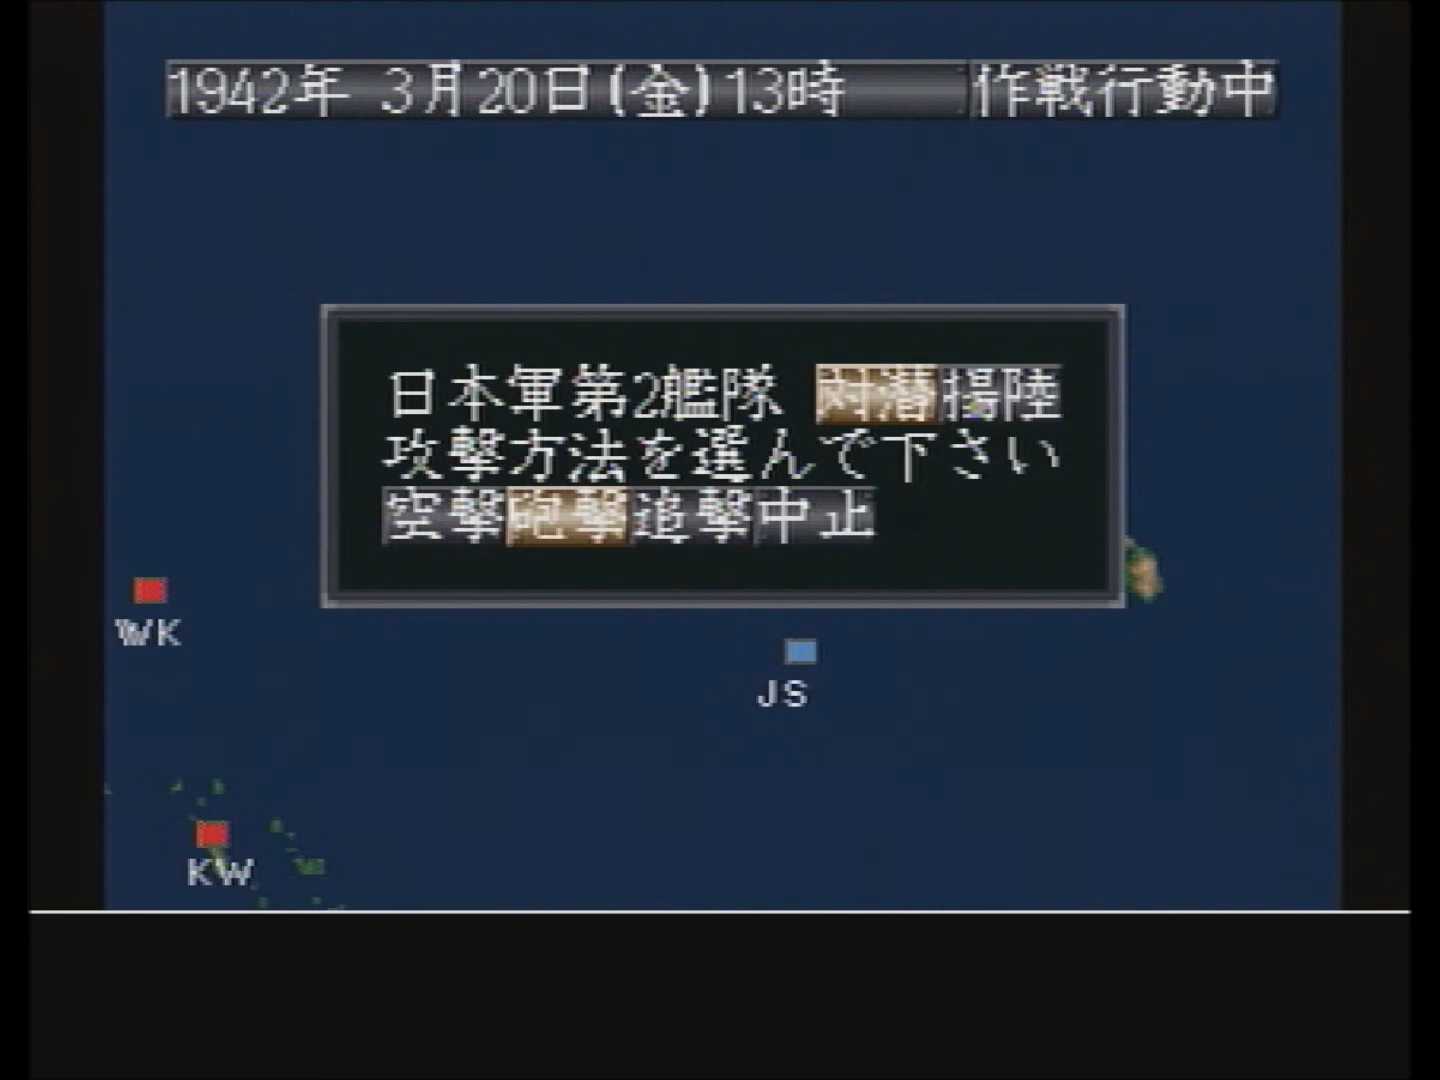 1942年 3月20日(金)13時 作戦行動中
日本軍第2艦隊 対潜 揚陸
攻撃方法を選んで下さい
空撃 砲撃 追撃 中止
WK
JS
KW